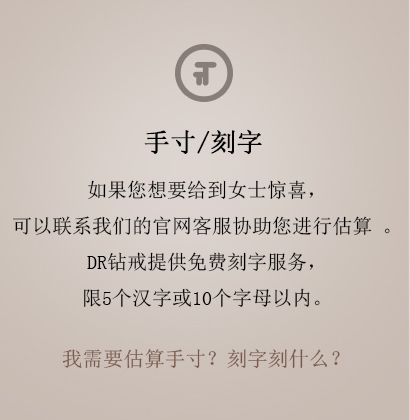 手寸/刻字
如果您想要给到女士惊喜，
可以联系我们的官网客服协助您进行估算 。
DR钻戒提供免费刻字服务，
限5个汉字或10个字母以内。
我需要估算手寸？刻字刻什么？